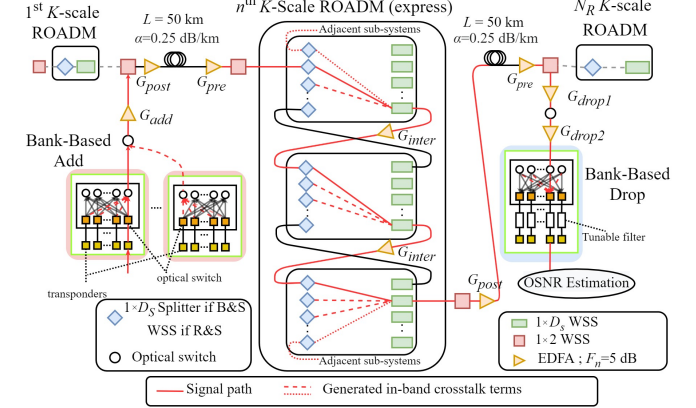 1st K-scale
ROADM
L = 50 km
α=0.25 dB/km
nth K-Scale ROADM (express)
L = 50 km
α=0.25 dB/km
NR K-scale
ROADM
Adjacent sub-systems
Gpost
Gpre
Gadd
Bank-Based
Add
Ginter
Ginter
Gpre
Gdrop1
Gdrop2
Bank-Based
Drop
Tunable filter
optical switch
transponders
Gpost
OSNR Estimation
1×DS Splitter if B&S
WSS if R&S
Optical switch
Adjacent sub-systems
1×Ds WSS
1×2 WSS
EDFA ; Fn=5 dB
Signal path
Generated in-band crosstalk terms